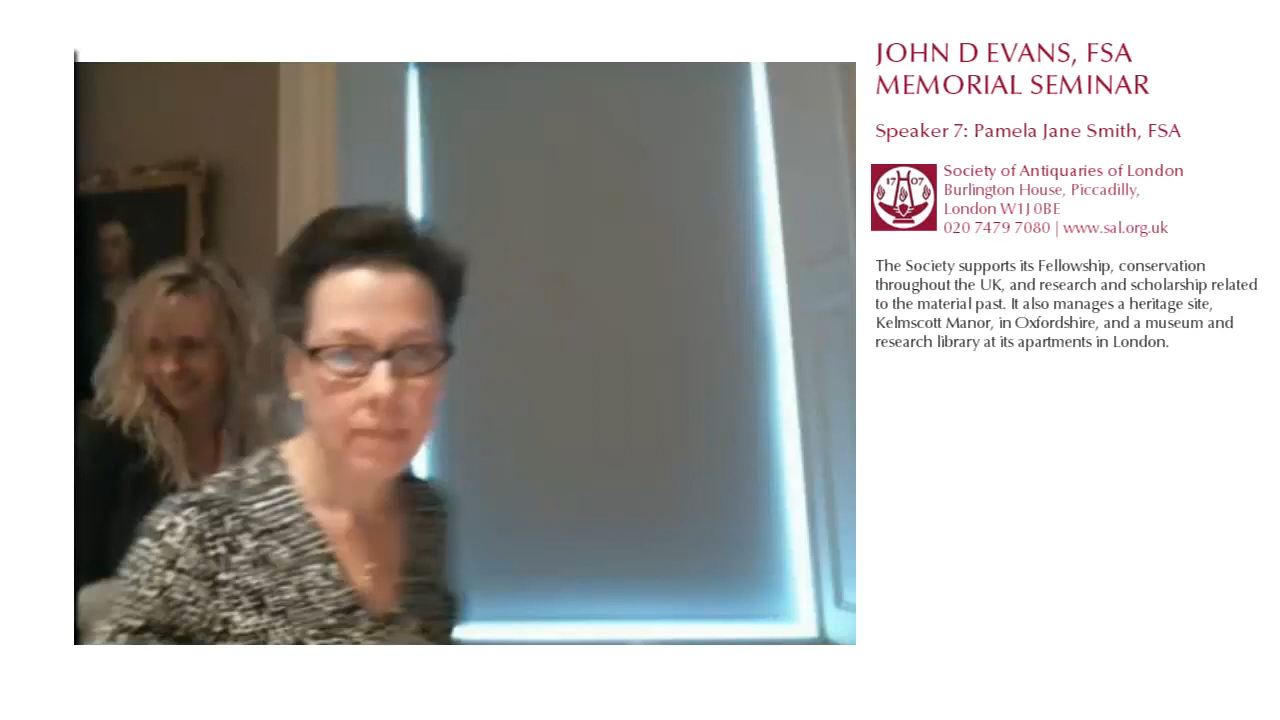 JOHN D EVANS, FSA
MEMORIAL SEMINAR
Speaker 7: Pamela Jane Smith, FSA
17 07
Society of Antiquaries of London
Burlington House, Piccadilly,
London W1J 0BE
020 7479 7080 | www.sal.org.uk
The Society supports its Fellowship, conservation
throughout the UK, and research and scholarship related
to the material past. It also manages a heritage site,
Kelmscott Manor, in Oxfordshire, and a museum and
research library at its apartments in London.